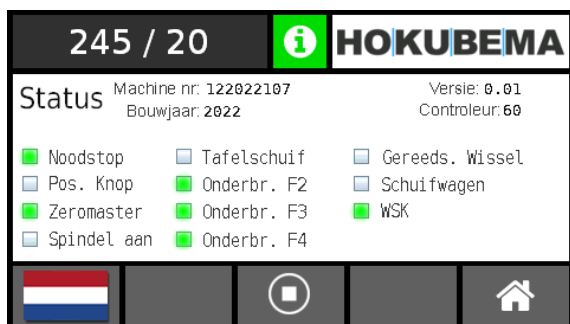 245 / 20 i HOKUBEMA
Status Machine nr: 122022107 Versie: 0.01
Bouwjaar: 2022 Controleur: 60
Noodstop Tafelschuif Gereeds. Wissel
Pos. Knop Onderbr. F2 Schuifwagen
Zeromaster Onderbr. F3 WSK
Spindel aan Onderbr. F4